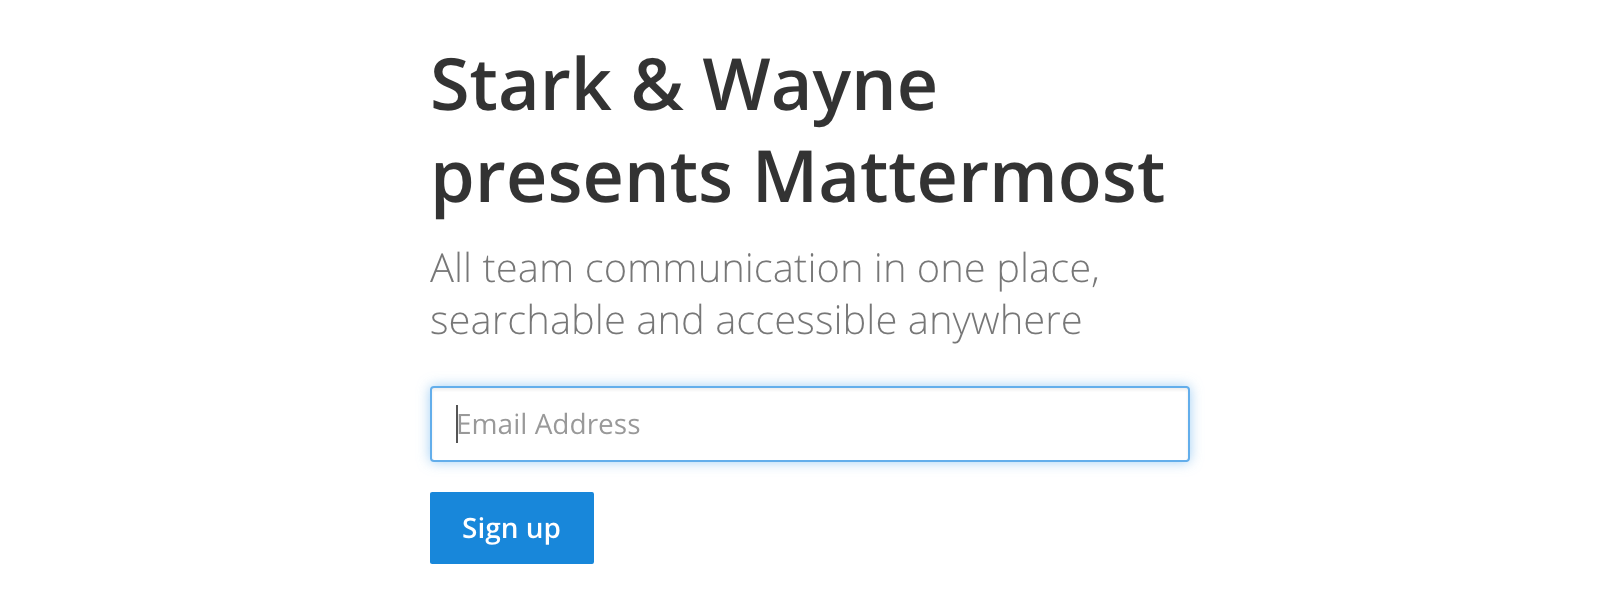 Stark & Wayne
presents Mattermost
All team communication in one place,
searchable and accessible anywhere
Email Address
Sign up